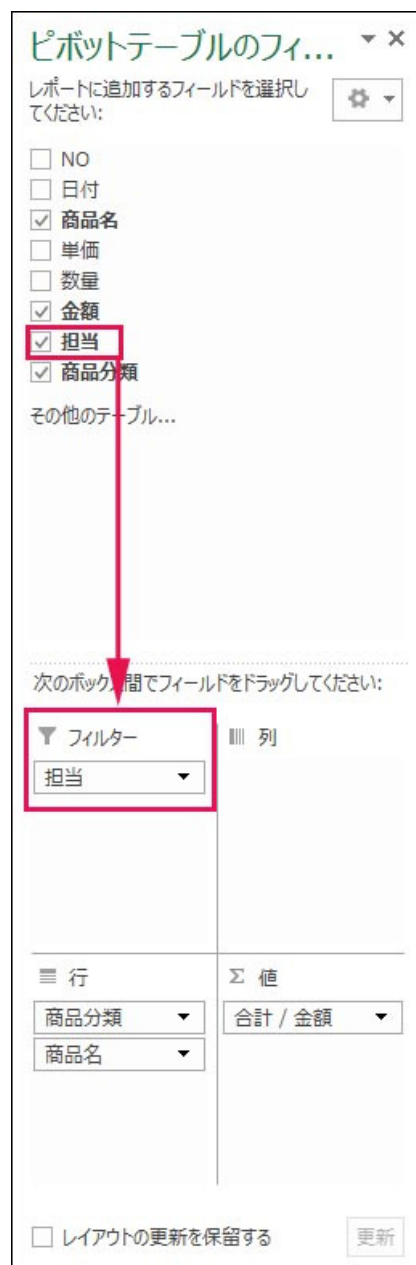 ピボットテーブルのフィ...
レポートに追加するフィールドを選択し
てください:
NO
日付
商品名
単価
数量
金額
担当
商品分類
その他のテーブル...
次のボックス間でフィールドをドラッグしてください:
フィルター
列
担当
行
Σ 値
商品分類
合計 / 金額
商品名
レイアウトの更新を保留する
更新